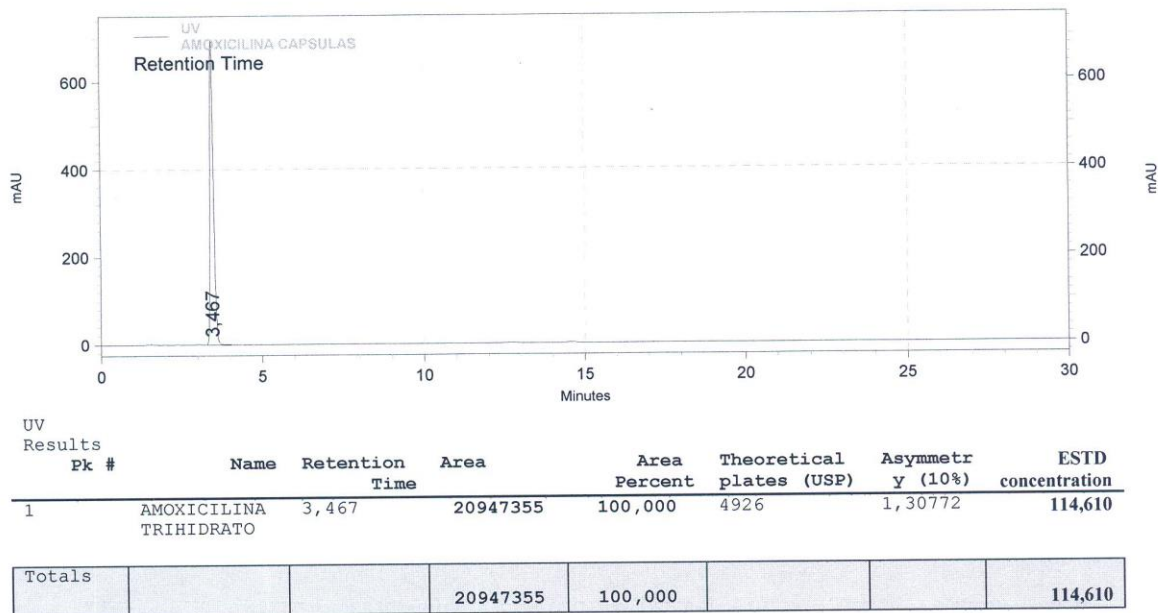 UV
AMOXICILINA CAPSULAS
Retention Time
600
400
200
0
mAU
3,467
600
400
200
0
mAU
0 5 10 15 20 25 30
Minutes
UV
Results
Pk # Name Retention Time Area Area Percent Theoretical plates (USP) Asymmetr y (10%) ESTD concentration
1 AMOXICILINA TRIHIDRATO 3,467 20947355 100,000 4926 1,30772 114,610
Totals
20947355 100,000 114,610